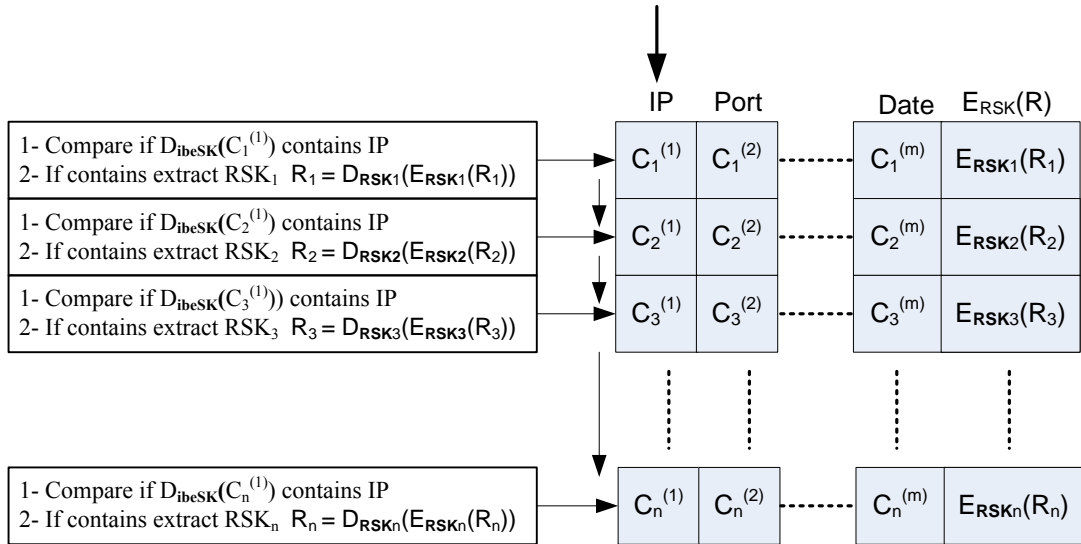 IP Port Date E_RSK(R)
1- Compare if D_ibeSK(C_1^(1)) contains IP
2- If contains extract RSK_1 R_1 = D_RSK1(E_RSK1(R_1))
C_1^(1) C_1^(2) C_1^(m) E_RSK1(R_1)
1- Compare if D_ibeSK(C_2^(1)) contains IP
2- If contains extract RSK_2 R_2 = D_RSK2(E_RSK2(R_2))
C_2^(1) C_2^(2) C_2^(m) E_RSK2(R_2)
1- Compare if D_ibeSK(C_3^(1))) contains IP
2- If contains extract RSK_3 R_3 = D_RSK3(E_RSK3(R_3))
C_3^(1) C_3^(2) C_3^(m) E_RSK3(R_3)
1- Compare if D_ibeSK(C_n^(1)) contains IP
2- If contains extract RSK_n R_n = D_RSKn(E_RSKn(R_n))
C_n^(1) C_n^(2) C_n^(m) E_RSKn(R_n)